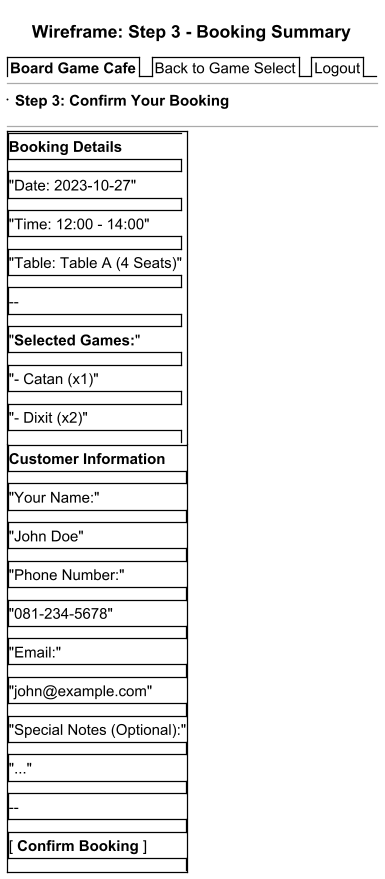 Wireframe: Step 3 - Booking Summary
Board Game Cafe Back to Game Select Logout
Step 3: Confirm Your Booking
Booking Details
"Date: 2023-10-27"
"Time: 12:00 - 14:00"
"Table: Table A (4 Seats)"
--
"Selected Games:"
"- Catan (x1)"
"- Dixit (x2)"
Customer Information
"Your Name:"
"John Doe"
"Phone Number:"
"081-234-5678"
"Email:"
"john@example.com"
"Special Notes (Optional):"
"..."
--
[ Confirm Booking ]